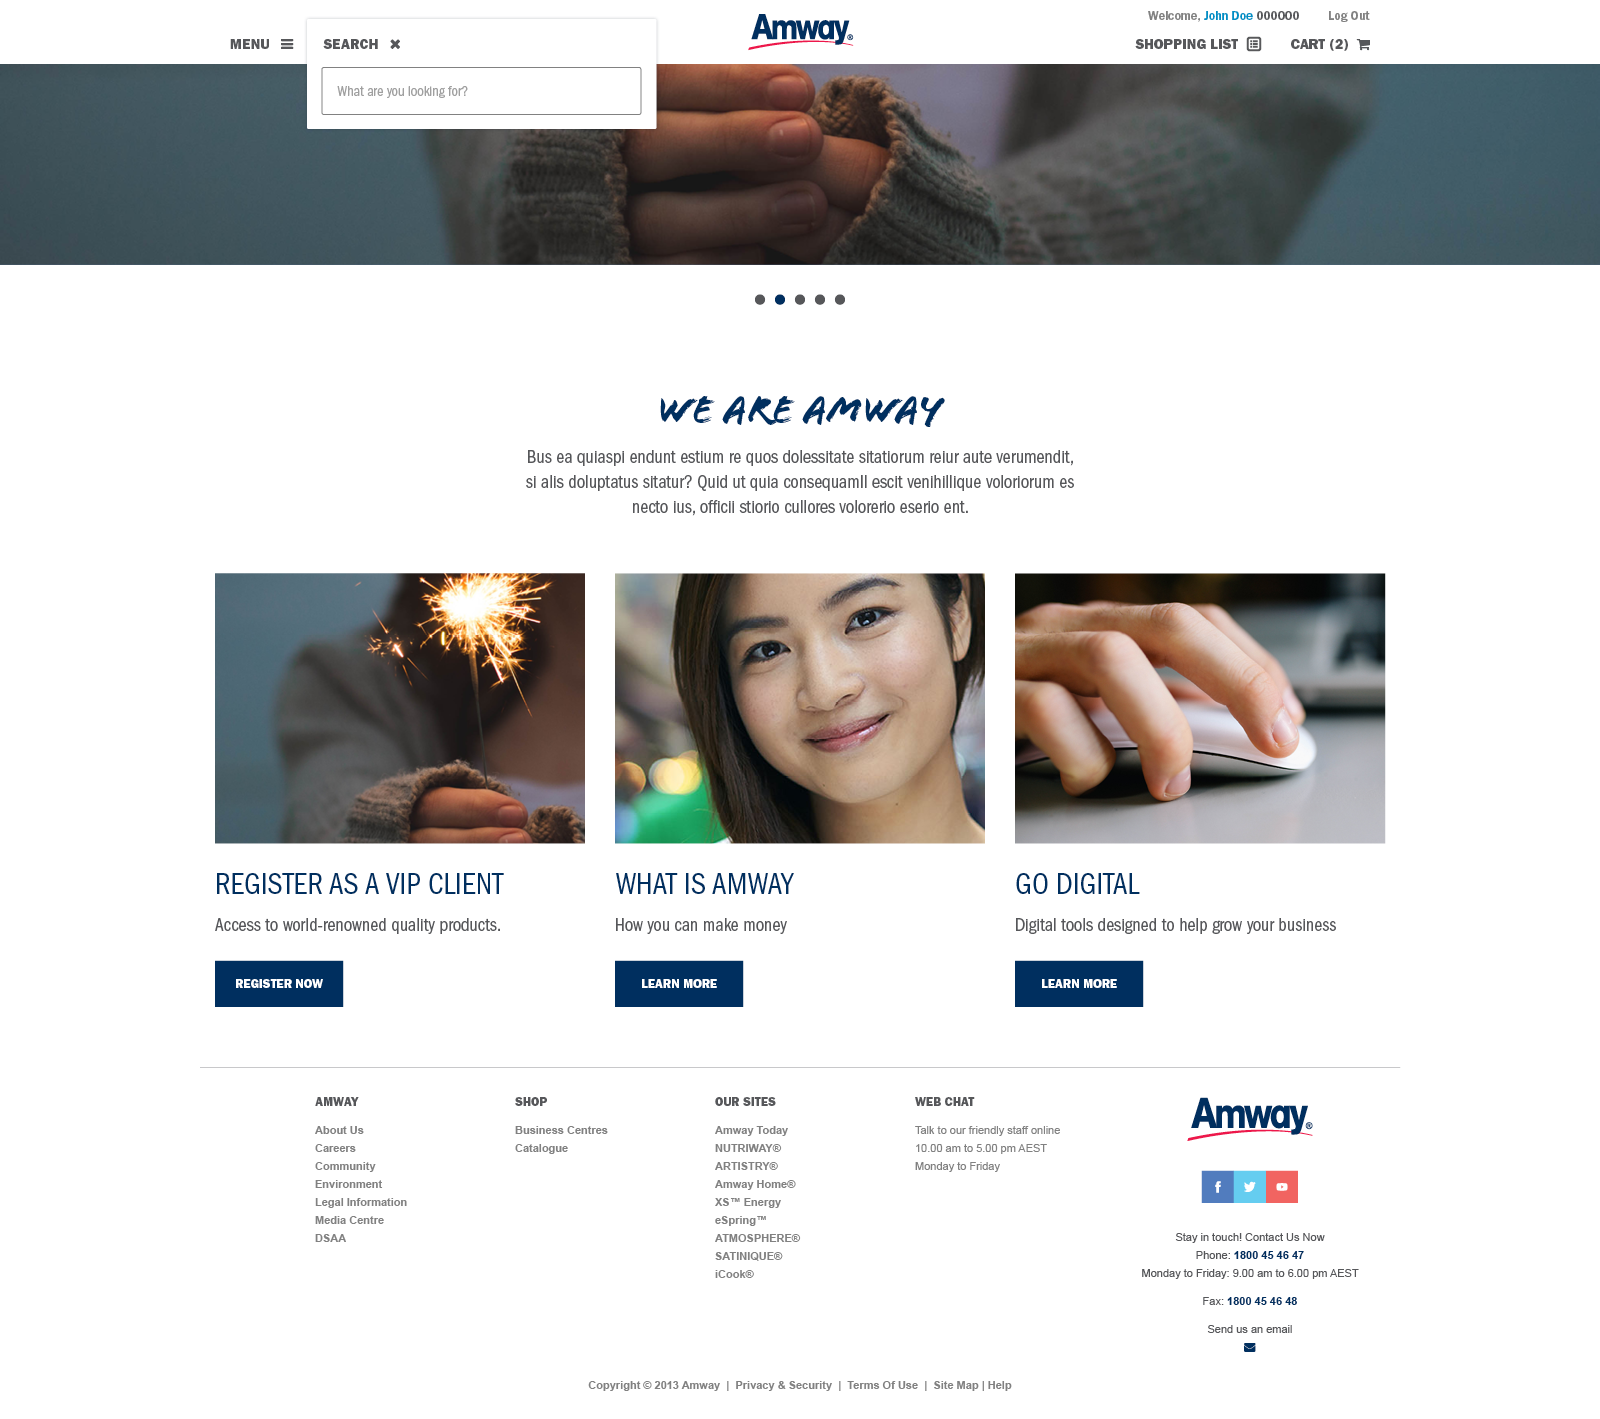 Welcome, John Doe 000000
Log Out
MENU
SEARCH
Amway®
SHOPPING LIST
CART (2)
What are you looking for?
WE ARE AMWAY
Bus ea quiaspi endunt estium re quos dolessitate sitatiorum reiur aute verumendit,
si alis doluptatus sitatur? Quid ut quia consequamll escit venihillique voloriorum es
necto ius, officii stiorio cullores volorerio eserio ent.
REGISTER AS A VIP CLIENT
Access to world-renowned quality products.
REGISTER NOW
WHAT IS AMWAY
How you can make money
LEARN MORE
GO DIGITAL
Digital tools designed to help grow your business
LEARN MORE
AMWAY
About Us
Careers
Community
Environment
Legal Information
Media Centre
DSAA
SHOP
Business Centres
Catalogue
OUR SITES
Amway Today
NUTRIWAY®
ARTISTRY®
Amway Home®
XS™ Energy
eSpring™
ATMOSPHERE®
SATINIQUE®
iCook®
WEB CHAT
Talk to our friendly staff online
10.00 am to 5.00 pm AEST
Monday to Friday
Amway®
Stay in touch! Contact Us Now
Phone: 1800 45 46 47
Monday to Friday: 9.00 am to 6.00 pm AEST
Fax: 1800 45 46 48
Send us an email
Copyright © 2013 Amway | Privacy & Security | Terms Of Use | Site Map | Help